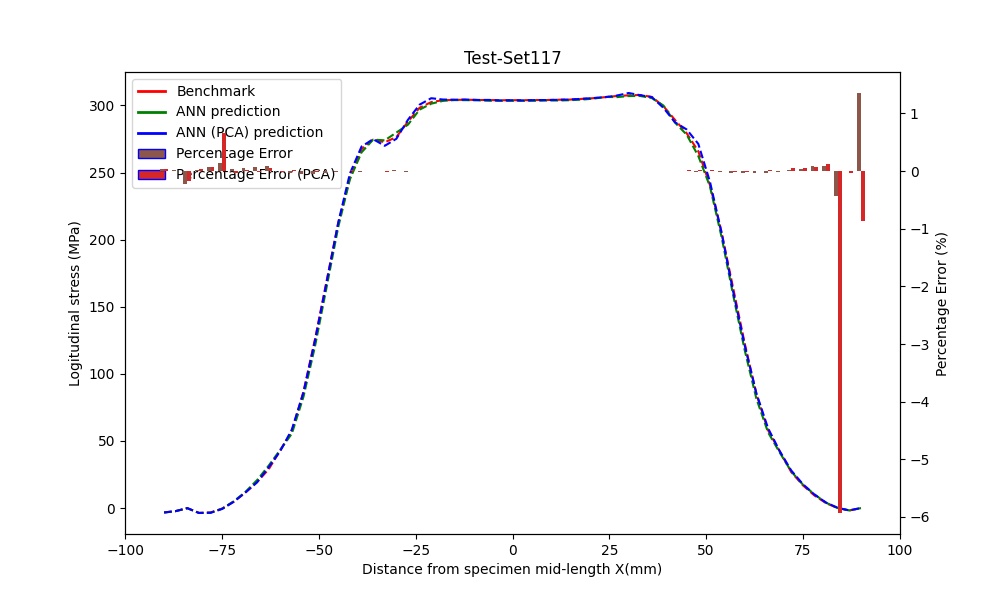 Test-Set117
Benchmark
ANN prediction
ANN (PCA) prediction
Percentage Error
Percentage Error (PCA)
300
250
200
150
100
50
0
Logitudinal stress (MPa)
1
0
−1
−2
−3
−4
−5
−6
Percentage Error (%)
−100 −75 −50 −25 0 25 50 75 100
Distance from specimen mid-length X(mm)